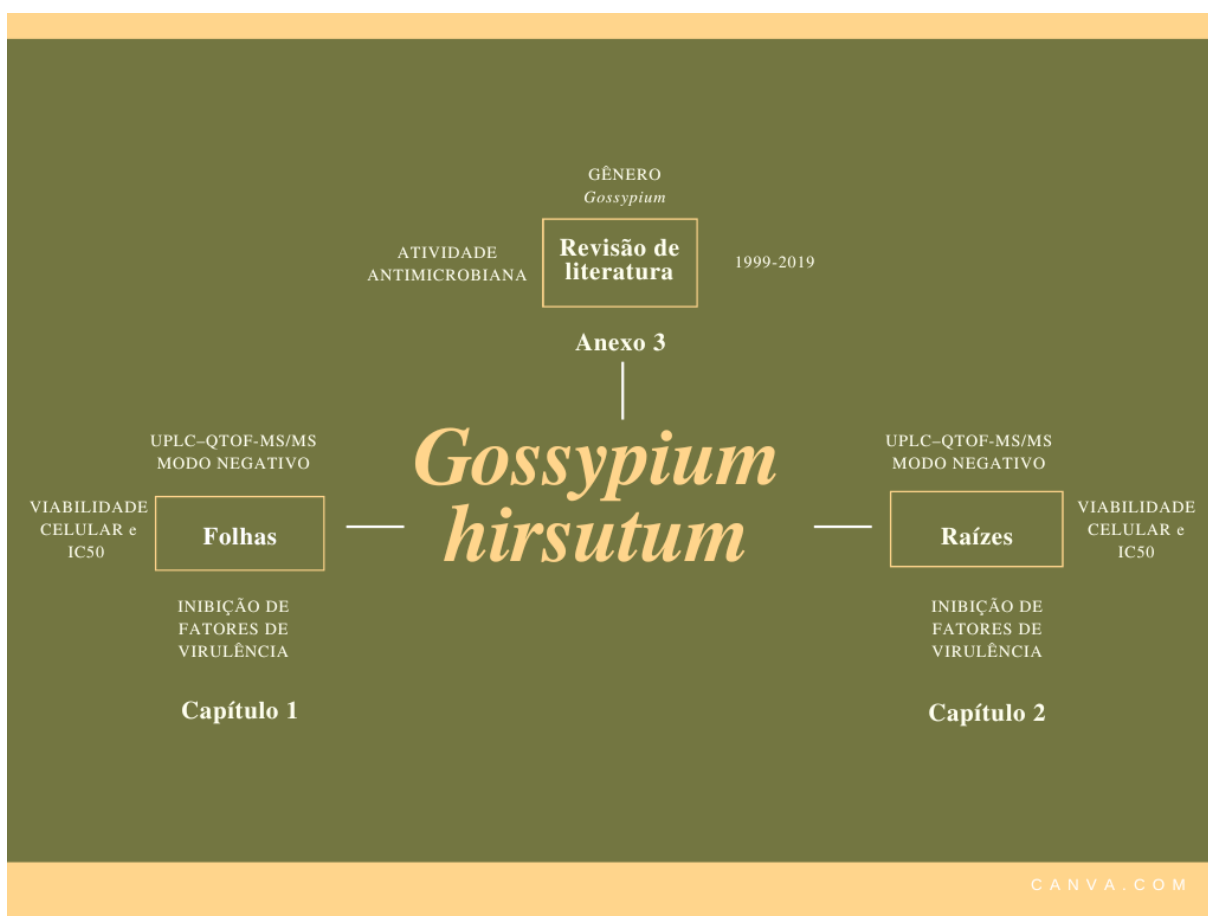 GÊNERO
Gossypium
Revisão de
literatura
ATIVIDADE
ANTIMICROBIANA
1999-2019
Anexo 3
Gossypium
hirsutum
UPLC–QTOF-MS/MS
MODO NEGATIVO
VIABILIDADE
CELULAR e
IC50
Folhas
INIBIÇÃO DE
FATORES DE
VIRULÊNCIA
Capítulo 1
UPLC–QTOF-MS/MS
MODO NEGATIVO
Raízes
VIABILIDADE
CELULAR e
IC50
INIBIÇÃO DE
FATORES DE
VIRULÊNCIA
Capítulo 2
CANVA.COM